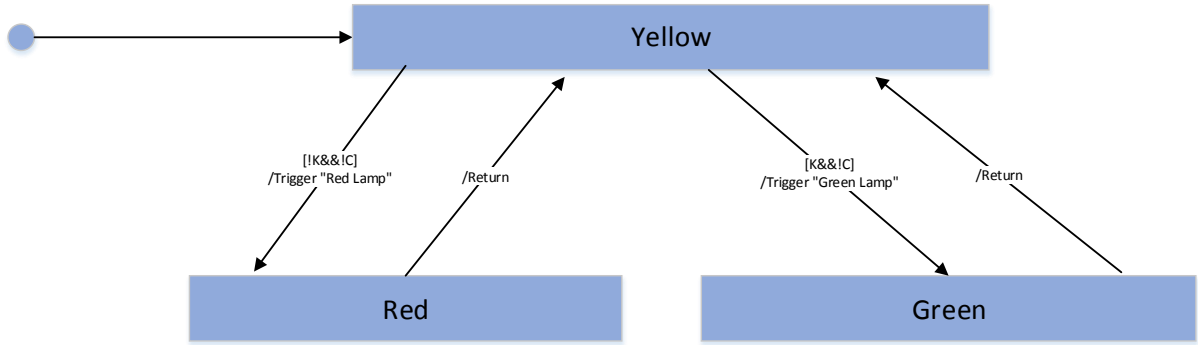 Yellow
[!K&&!C]
/Trigger "Red Lamp"
/Return
[K&&!C]
/Trigger "Green Lamp"
/Return
Red
Green